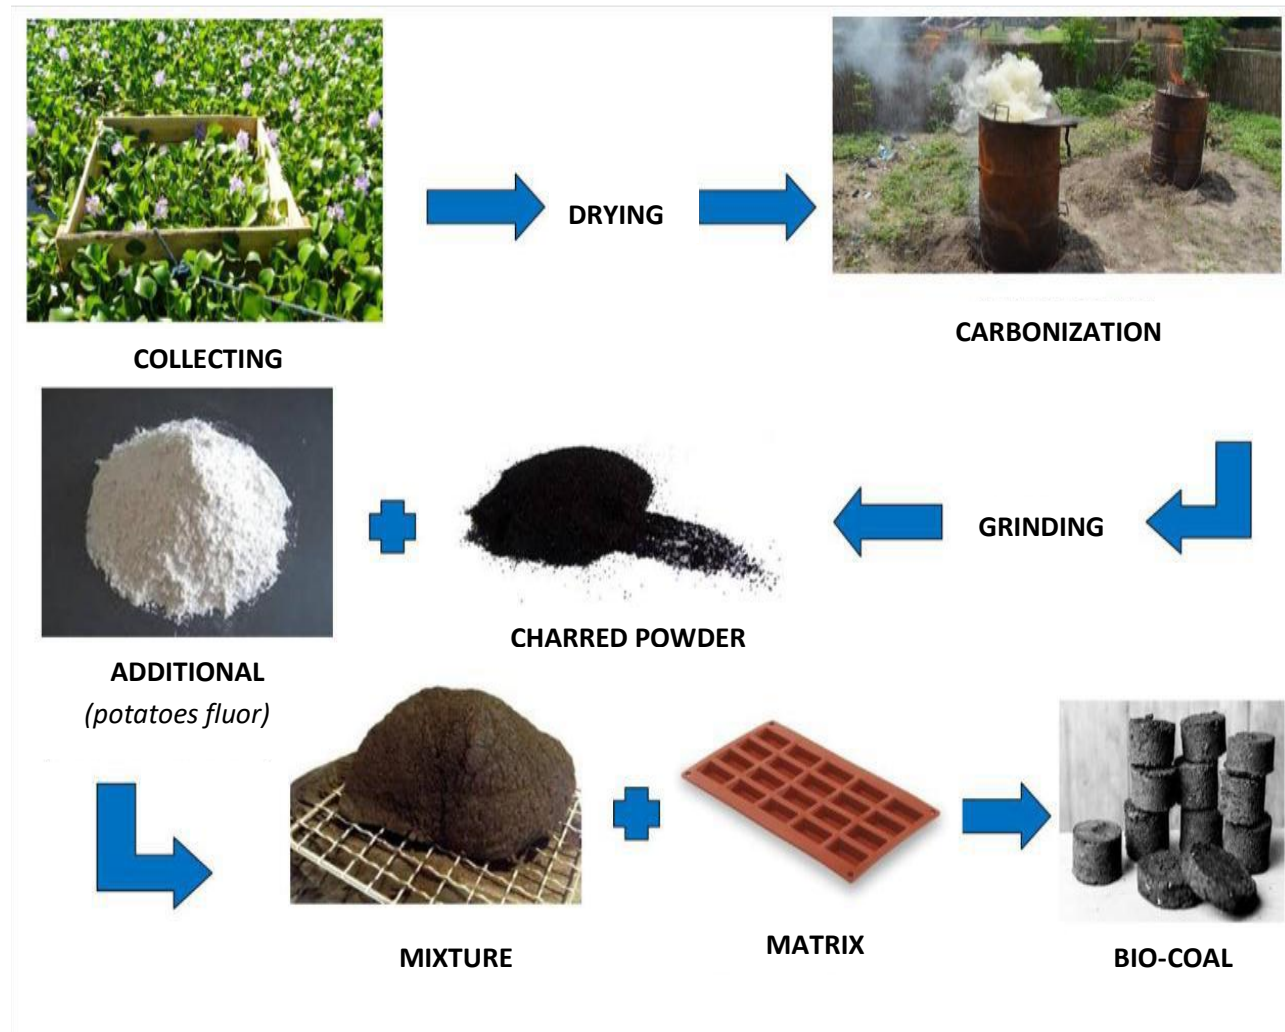 COLLECTING
DRYING
CARBONIZATION
GRINDING
CHARRED POWDER
ADDITIONAL
(potatoes fluor)
MIXTURE
MATRIX
BIO-COAL